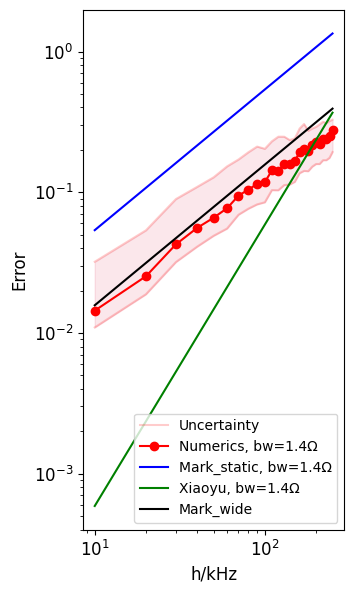 10⁰
10⁻¹
10⁻²
10⁻³
Error
Uncertainty
Numerics, bw=1.4Ω
Mark_static, bw=1.4Ω
Xiaoyu, bw=1.4Ω
Mark_wide
10¹
10²
h/kHz